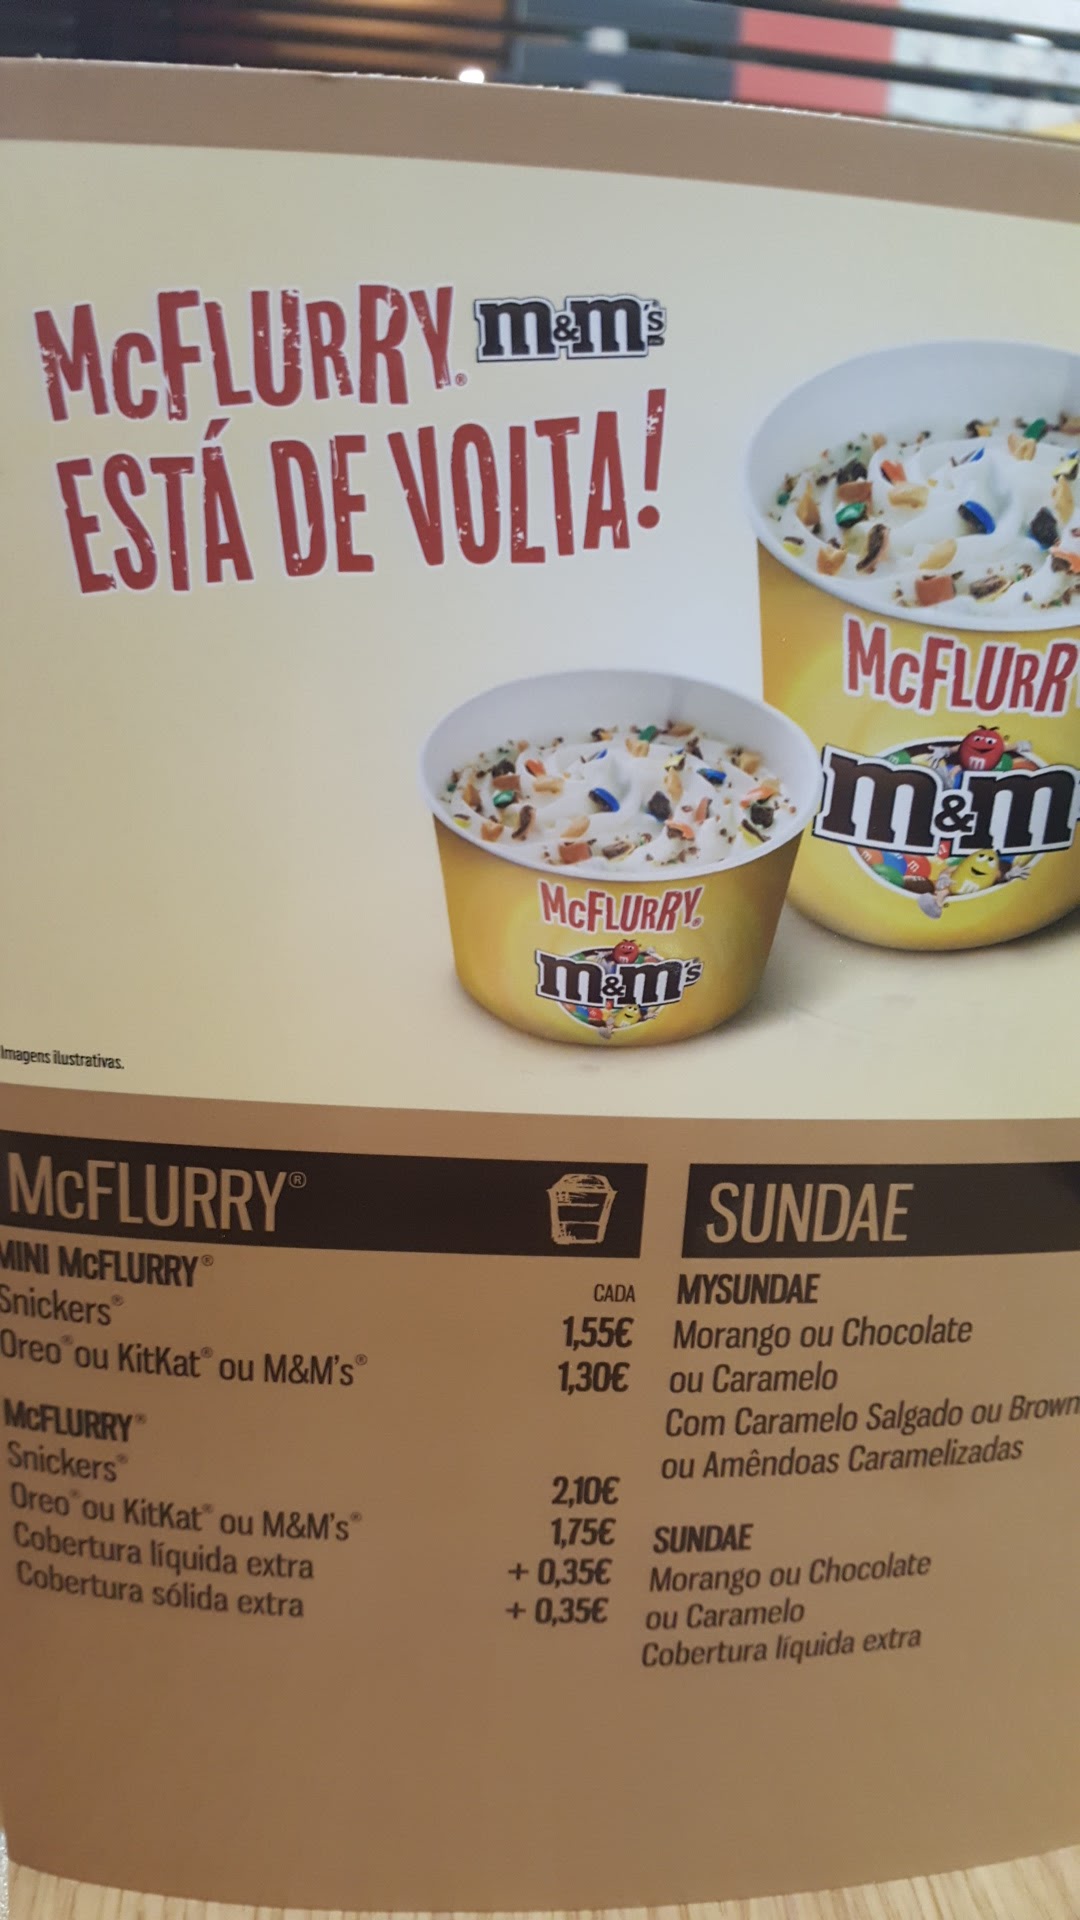 McFLURRY® m&m's
ESTÁ DE VOLTA!
McFLURR
m&m
McFLURRY®
m&m's
Imagens ilustrativas.
McFLURRY®
MINI McFLURRY®
CADA
Snickers® 1,55€
Oreo® ou KitKat® ou M&M's® 1,30€
McFLURRY®
Snickers® 2,10€
Oreo® ou KitKat® ou M&M's® 1,75€
Cobertura líquida extra + 0,35€
Cobertura sólida extra + 0,35€
SUNDAE
MYSUNDAE
Morango ou Chocolate
ou Caramelo
Com Caramelo Salgado ou Brown
ou Amêndoas Caramelizadas
SUNDAE
Morango ou Chocolate
ou Caramelo
Cobertura líquida extra